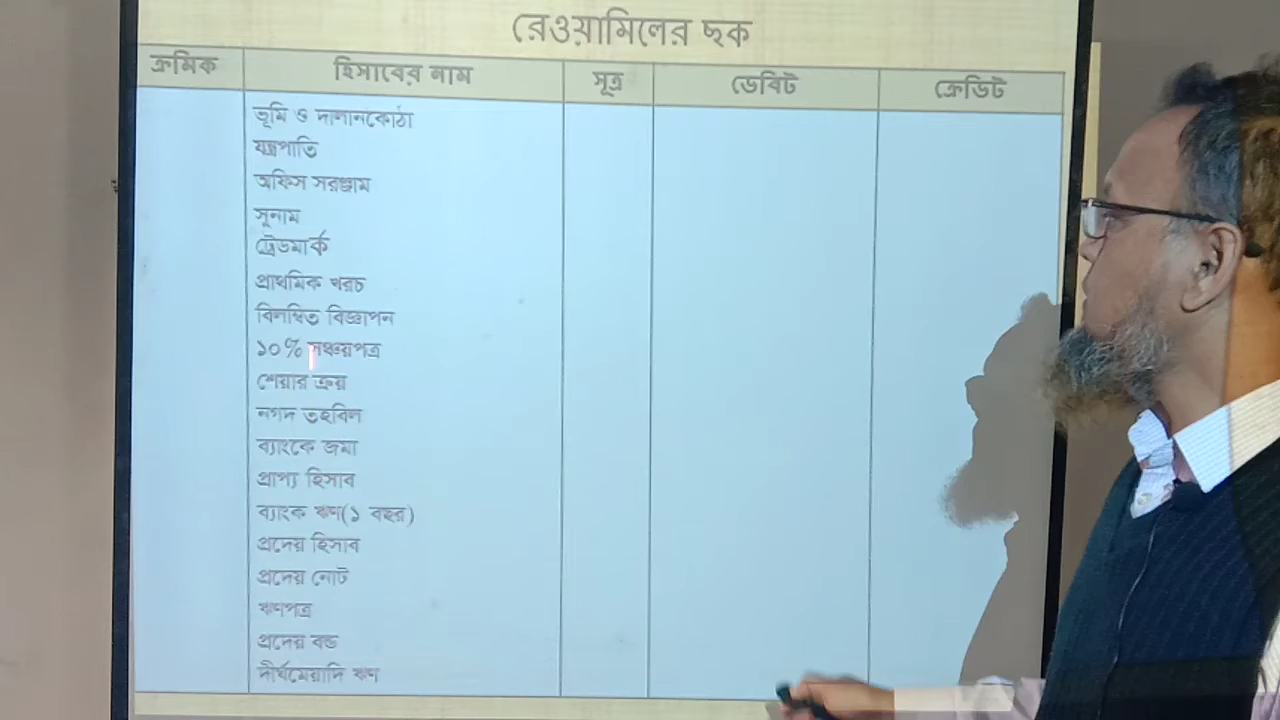 রেওয়ামিলের ছক
ক্রমিক হিসাবের নাম সূত্র ডেবিট ক্রেডিট
ভূমি ও দালানকোঠা
যন্ত্রপাতি
অফিস সরঞ্জাম
সুনাম
ট্রেডমার্ক
প্রাথমিক খরচ
বিলম্বিত বিজ্ঞাপন
১০% সঞ্চয়পত্র
শেয়ার ক্রয়
নগদ তহবিল
ব্যাংকে জমা
প্রাপ্য হিসাব
ব্যাংক ঋণ(১ বছর)
প্রদেয় হিসাব
প্রদেয় নোট
ঋণপত্র
প্রদেয় বন্ড
দীর্ঘমেয়াদি ঋণ